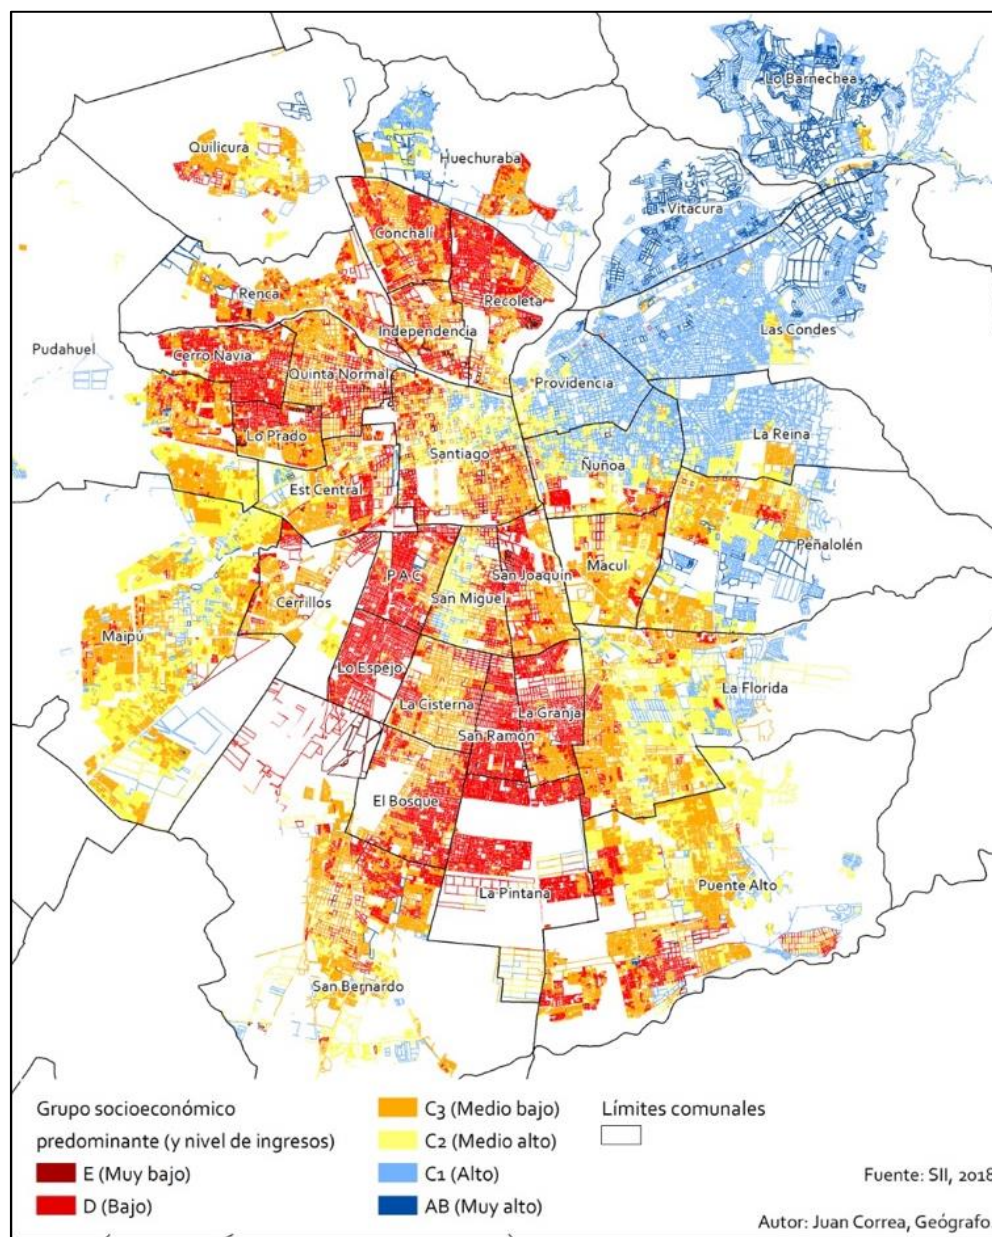 Lo Barnechea
Quilicura
Huechuraba
Vitacura
Conchalí
Renca
Recoleta
Independencia
Las Condes
Pudahuel
Cerro Navia
Quinta Normal
Providencia
Lo Prado
La Reina
Santiago
Ñuñoa
Est Central
Peñalolén
Macul
San Joaquin
P A C
San Miguel
Cerrillos
Maipú
Lo Espejo
La Florida
La Cisterna
La Granja
San Ramón
El Bosque
Puente Alto
La Pintana
San Bernardo
Grupo socioeconómico
predominante (y nivel de ingresos)
E (Muy bajo)
D (Bajo)
C3 (Medio bajo)
C2 (Medio alto)
C1 (Alto)
AB (Muy alto)
Límites comunales
Fuente: SII, 2018
Autor: Juan Correa, Geógrafo.